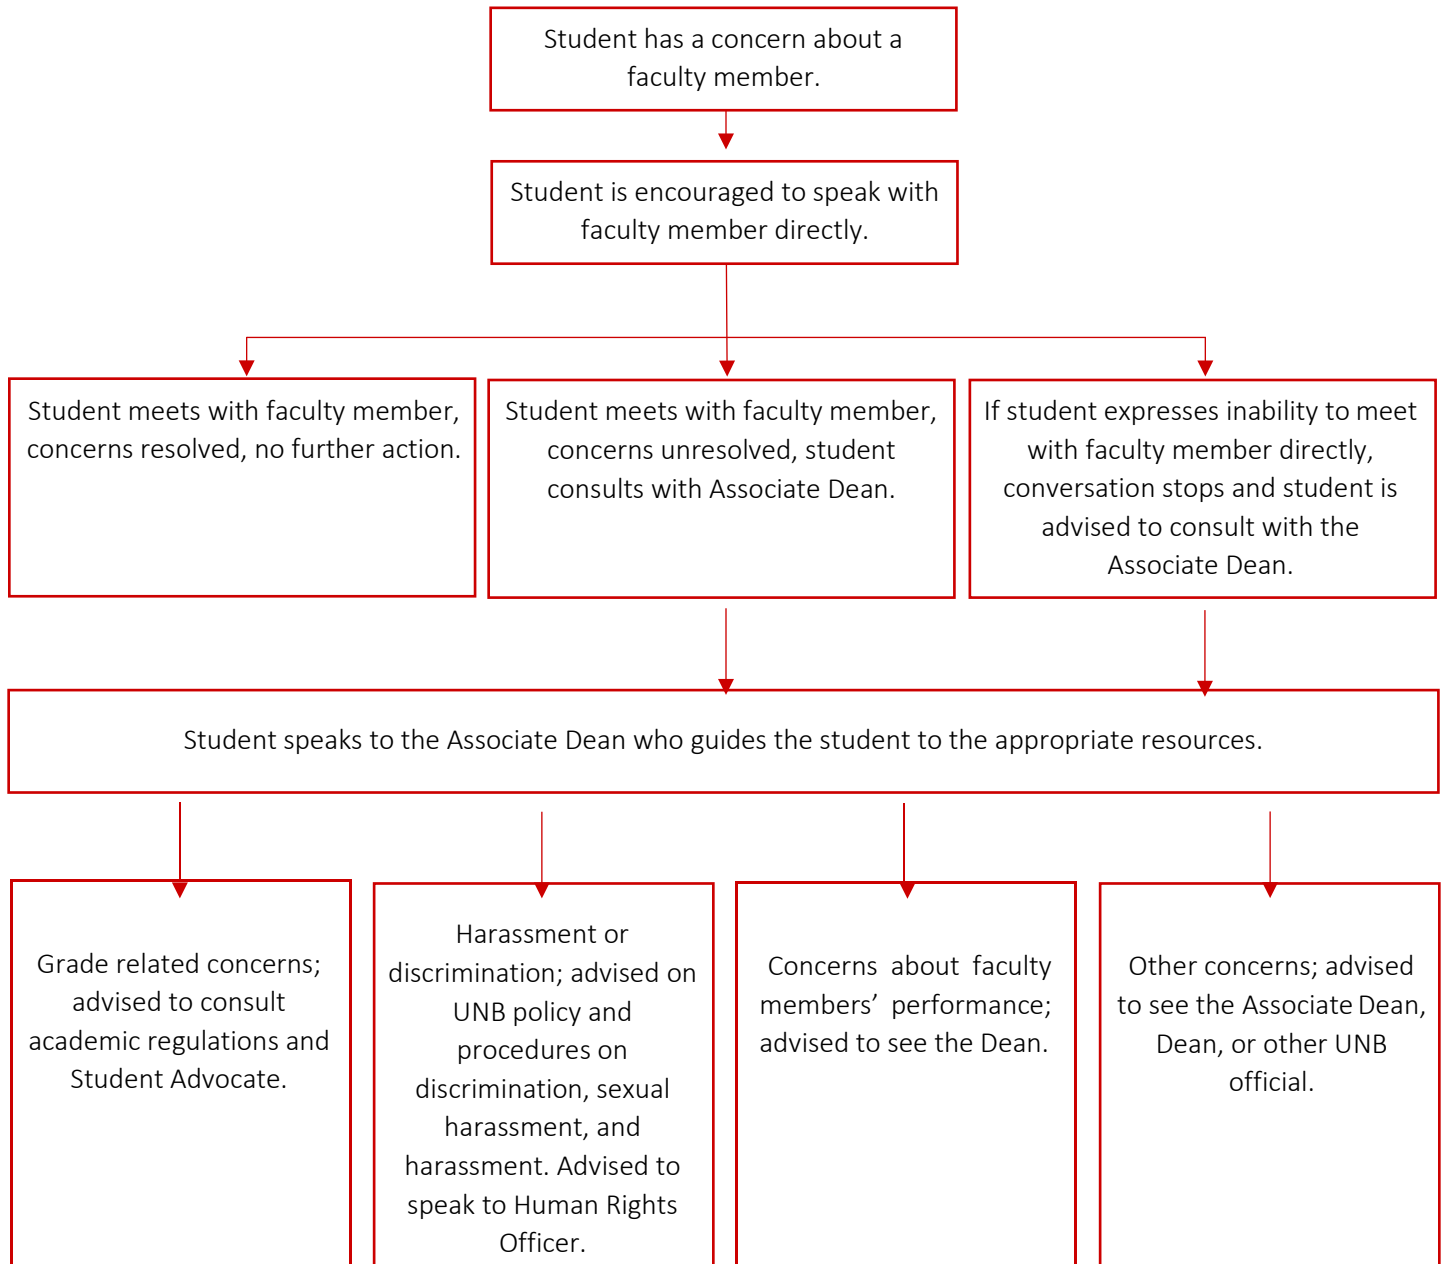 Student has a concern about a
faculty member.
Student is encouraged to speak with
faculty member directly.
Student meets with faculty member,
concerns resolved, no further action.
Student meets with faculty member,
concerns unresolved, student
consults with Associate Dean.
If student expresses inability to meet
with faculty member directly,
conversation stops and student is
advised to consult with the
Associate Dean.
Student speaks to the Associate Dean who guides the student to the appropriate resources.
Grade related concerns;
advised to consult
academic regulations and
Student Advocate.
Harassment or
discrimination; advised on
UNB policy and
procedures on
discrimination, sexual
harassment, and
harassment. Advised to
speak to Human Rights
Officer.
Concerns about faculty
members’ performance;
advised to see the Dean.
Other concerns; advised
to see the Associate Dean,
Dean, or other UNB
official.